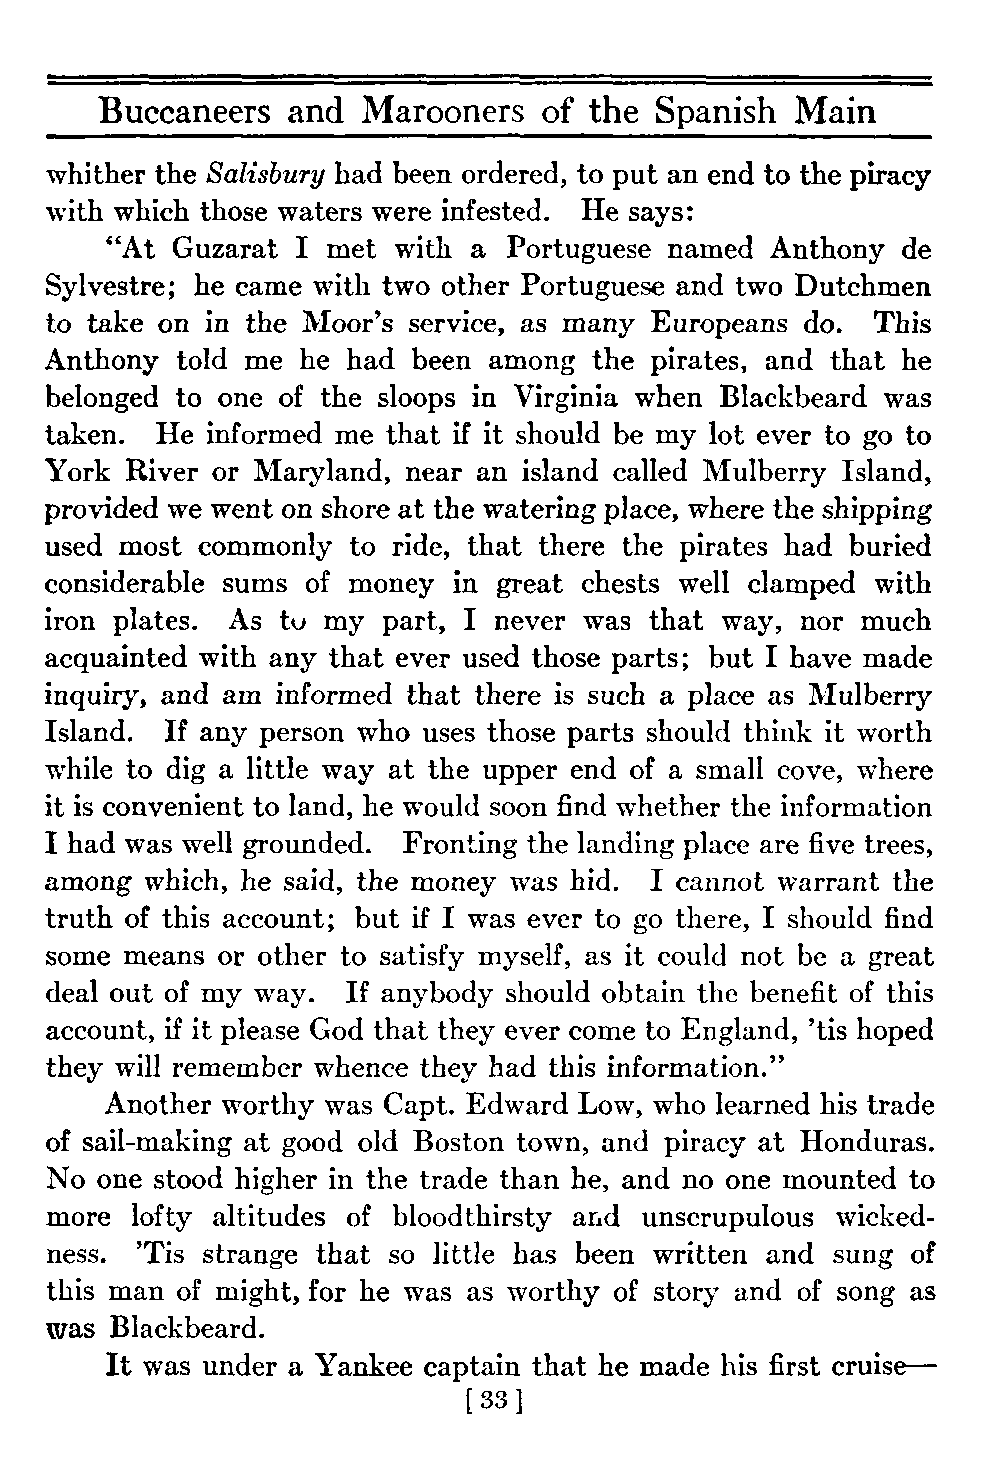 Buccaneers and Marooners of the Spanish Main
whither the Salisbury had been ordered, to put an end to the piracy
with which those waters were infested. He says:
“At Guzarat I met with a Portuguese named Anthony de
Sylvestre; he came with two other Portuguese and two Dutchmen
to take on in the Moor’s service, as many Europeans do. This
Anthony told me he had been among the pirates, and that he
belonged to one of the sloops in Virginia when Blackbeard was
taken. He informed me that if it should be my lot ever to go to
York River or Maryland, near an island called Mulberry Island,
provided we went on shore at the watering place, where the shipping
used most commonly to ride, that there the pirates had buried
considerable sums of money in great chests well clamped with
iron plates. As to my part, I never was that way, nor much
acquainted with any that ever used those parts; but I have made
inquiry, and am informed that there is such a place as Mulberry
Island. If any person who uses those parts should think it worth
while to dig a little way at the upper end of a small cove, where
it is convenient to land, he would soon find whether the information
I had was well grounded. Fronting the landing place are five trees,
among which, he said, the money was hid. I cannot warrant the
truth of this account; but if I was ever to go there, I should find
some means or other to satisfy myself, as it could not be a great
deal out of my way. If anybody should obtain the benefit of this
account, if it please God that they ever come to England, ’tis hoped
they will remember whence they had this information.”
Another worthy was Capt. Edward Low, who learned his trade
of sail-making at good old Boston town, and piracy at Honduras.
No one stood higher in the trade than he, and no one mounted to
more lofty altitudes of bloodthirsty and unscrupulous wicked-
ness. ’Tis strange that so little has been written and sung of
this man of might, for he was as worthy of story and of song as
was Blackbeard.
It was under a Yankee captain that he made his first cruise—
[ 33 ]